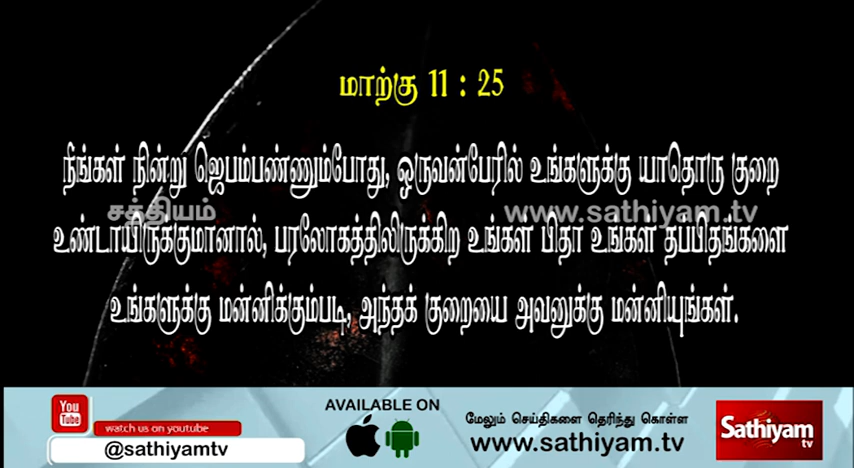 மாற்கு 11 : 25
நீங்கள் நின்று ஜெபம்பண்ணும்போது, ஒருவன்பேரில் உங்களுக்கு யாதொரு குறை
சத்தியம் www.sathiyam.tv
உண்டாயிருக்குமானால், பரலோகத்திலிருக்கிற உங்கள் பிதா உங்கள் தப்பிதங்களை
உங்களுக்கு மன்னிக்கும்படி, அந்தக் குறையை அவனுக்கு மன்னியுங்கள்.
You Tube
watch us on youtube
@sathiyamtv
AVAILABLE ON
மேலும் செய்திகளை தெரிந்து கொள்ள
www.sathiyam.tv
Sathiyam
tv